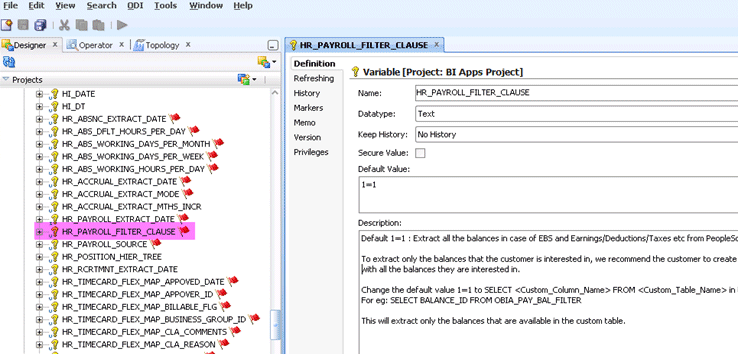 File Edit View Search ODI Tools Window Help
Designer Operator Topology
Projects
HI_DATE
HI_DT
HR_ABSNC_EXTRACT_DATE
HR_ABS_DFLT_HOURS_PER_DAY
HR_ABS_WORKING_DAYS_PER_MONTH
HR_ABS_WORKING_DAYS_PER_WEEK
HR_ABS_WORKING_HOURS_PER_DAY
HR_ACCRUAL_EXTRACT_DATE
HR_ACCRUAL_EXTRACT_MODE
HR_ACCRUAL_EXTRACT_MTHS_INCR
HR_PAYROLL_EXTRACT_DATE
HR_PAYROLL_FILTER_CLAUSE
HR_PAYROLL_SOURCE
HR_POSITION_HIER_TREE
HR_RCRTMNT_EXTRACT_DATE
HR_TIMECARD_FLEX_MAP_APPOVED_DATE
HR_TIMECARD_FLEX_MAP_APPOVER_ID
HR_TIMECARD_FLEX_MAP_BILLABLE_FLG
HR_TIMECARD_FLEX_MAP_BUSINESS_GROUP_ID
HR_TIMECARD_FLEX_MAP_CLA_COMMENTS
HR_TIMECARD_FLEX_MAP_CLA_REASON
HR_PAYROLL_FILTER_CLAUSE
Definition
Refreshing
History
Markers
Memo
Version
Privileges
Variable [Project: BI Apps Project]
Name: HR_PAYROLL_FILTER_CLAUSE
Datatype: Text
Keep History: No History
Secure Value:
Default Value:
1=1
Description:
Default 1=1 : Extract all the balances in case of EBS and Earnings/Deductions/Taxes etc from PeopleSo
To extract only the balances that the customer is interested in, we recommend the customer to create
with all the balances they are interested in.
Change the default value 1=1 to SELECT <Custom_Column_Name> FROM <Custom_Table_Name> in
For eg: SELECT BALANCE_ID FROM OBIA_PAY_BAL_FILTER
This will extract only the balances that are available in the custom table.